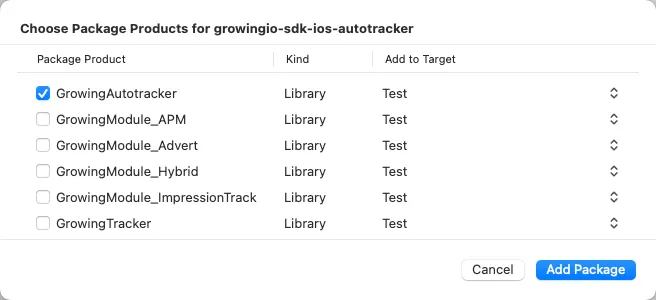 Choose Package Products for growingio-sdk-ios-autotracker
Package Product Kind Add to Target
GrowingAutotracker Library Test
GrowingModule_APM Library Test
GrowingModule_Advert Library Test
GrowingModule_Hybrid Library Test
GrowingModule_ImpressionTrack Library Test
GrowingTracker Library Test
Cancel Add Package